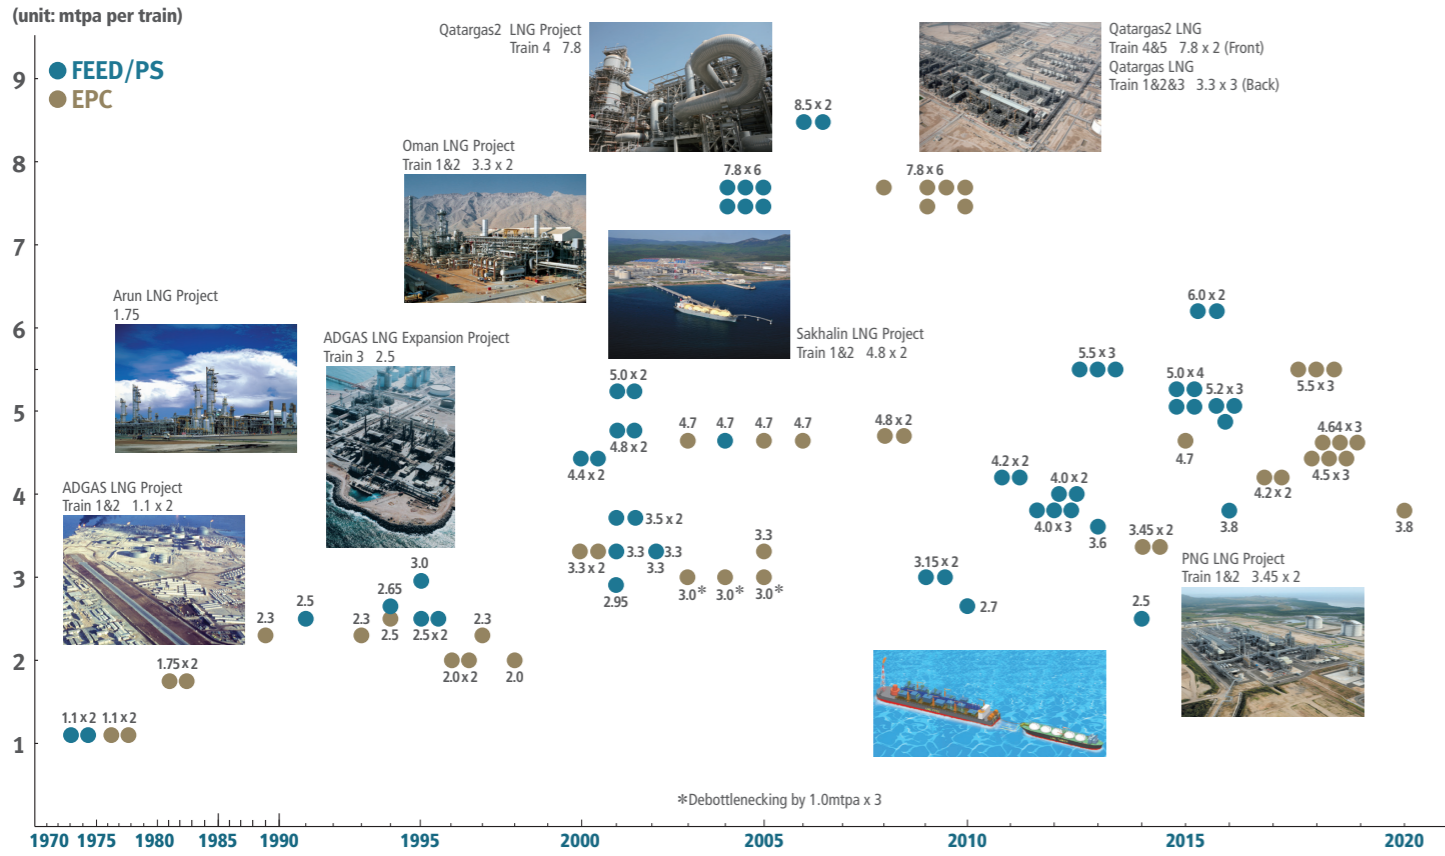 (unit: mtpa per train)
FEED/PS
EPC
9
8
7
6
5
4
3
2
1
Qatargas2 LNG Project
Train 4 7.8
Qatargas2 LNG
Train 4&5 7.8 x 2 (Front)
Qatargas LNG
Train 1&2&3 3.3 x 3 (Back)
Oman LNG Project
Train 1&2 3.3 x 2
Arun LNG Project
1.75
ADGAS LNG Expansion Project
Train 3 2.5
Sakhalin LNG Project
Train 1&2 4.8 x 2
ADGAS LNG Project
Train 1&2 1.1 x 2
PNG LNG Project
Train 1&2 3.45 x 2
8.5 x 2
7.8 x 6
7.8 x 6
6.0 x 2
5.5 x 3
5.0 x 4
5.2 x 3
5.5 x 3
5.0 x 2
4.8 x 2
4.4 x 2
4.7
4.7
4.7
4.7
4.8 x 2
4.7
4.64 x 3
4.5 x 3
4.2 x 2
4.0 x 2
4.0 x 3
3.6
4.2 x 2
3.8
3.8
3.5 x 2
3.3 x 2
3.3
3.3
3.3
3.3
2.95
3.0*
3.0*
3.0*
3.45 x 2
3.15 x 2
2.7
2.5
3.0
2.65
2.5
2.3
2.3
2.5
2.5 x 2
2.3
2.0 x 2
2.0
1.75 x 2
1.1 x 2
1.1 x 2
*Debottlenecking by 1.0mtpa x 3
1970 1975 1980 1985 1990 1995 2000 2005 2010 2015 2020